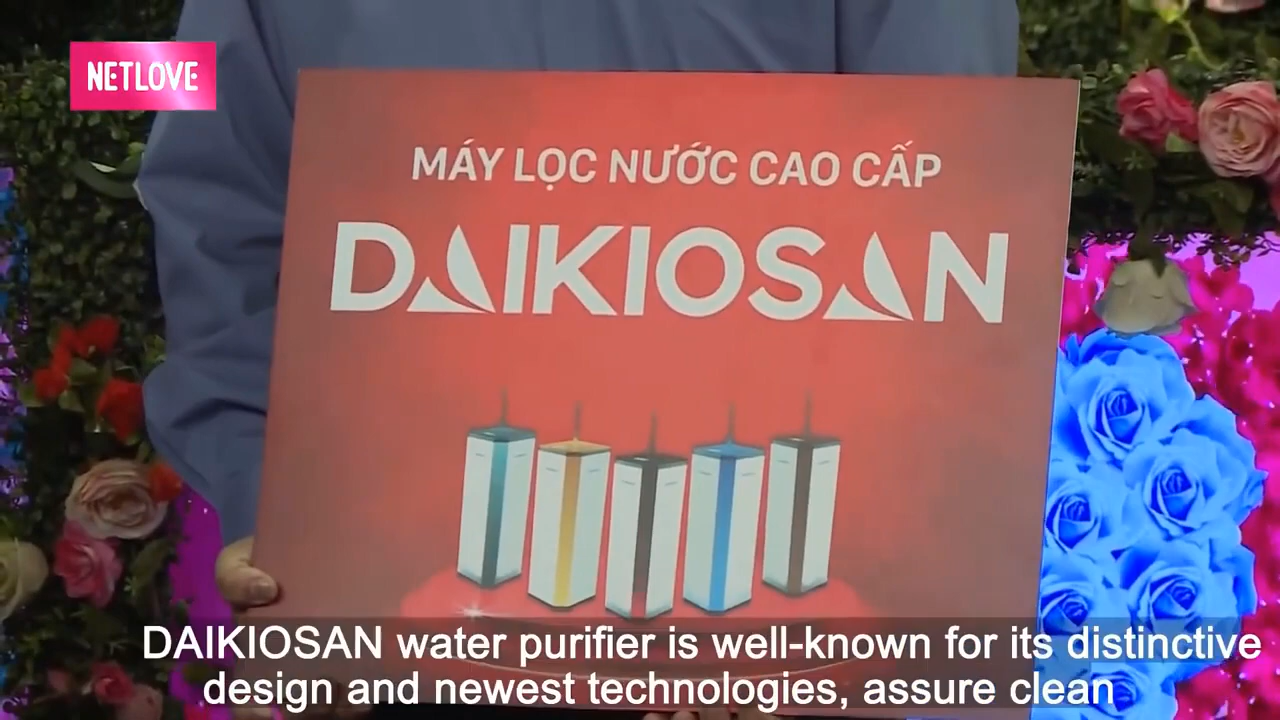 NETLOVE
MÁY LỌC NƯỚC CAO CẤP
DAIKIOSAN
DAIKIOSAN water purifier is well-known for its distinctive
design and newest technologies, assure clean